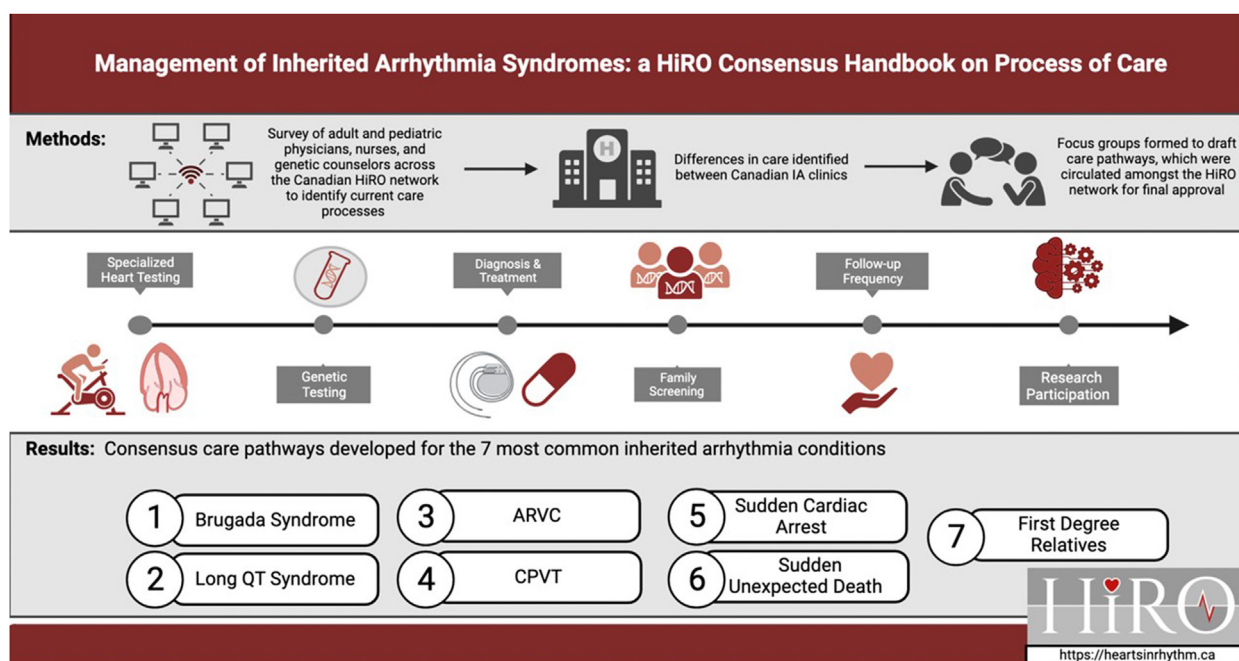 Management of Inherited Arrhythmia Syndromes: a HiRO Consensus Handbook on Process of Care
Methods:
Survey of adult and pediatric
physicians, nurses, and
genetic counselors across
the Canadian HiRO network
to identify current care
processes
H
Differences in care identified
between Canadian IA clinics
Focus groups formed to draft
care pathways, which were
circulated amongst the HiRO
network for final approval
Specialized
Heart Testing
Genetic
Testing
Diagnosis &
Treatment
Family
Screening
Follow-up
Frequency
Research
Participation
Results: Consensus care pathways developed for the 7 most common inherited arrhythmia conditions
1 Brugada Syndrome
2 Long QT Syndrome
3 ARVC
4 CPVT
5 Sudden Cardiac
Arrest
6 Sudden
Unexpected Death
7 First Degree
Relatives
HiRO
https://heartsinrhythm.ca